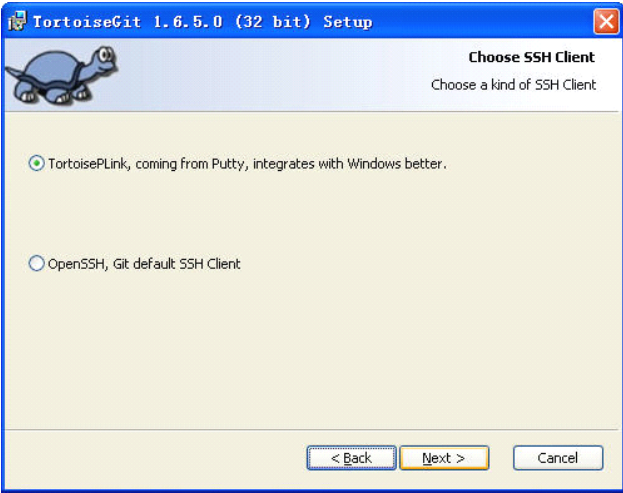 TortoiseGit 1.6.5.0 (32 bit) Setup
Choose SSH Client
Choose a kind of SSH Client
TortoisePLink, coming from Putty, integrates with Windows better.
OpenSSH, Git default SSH Client
< Back Next > Cancel